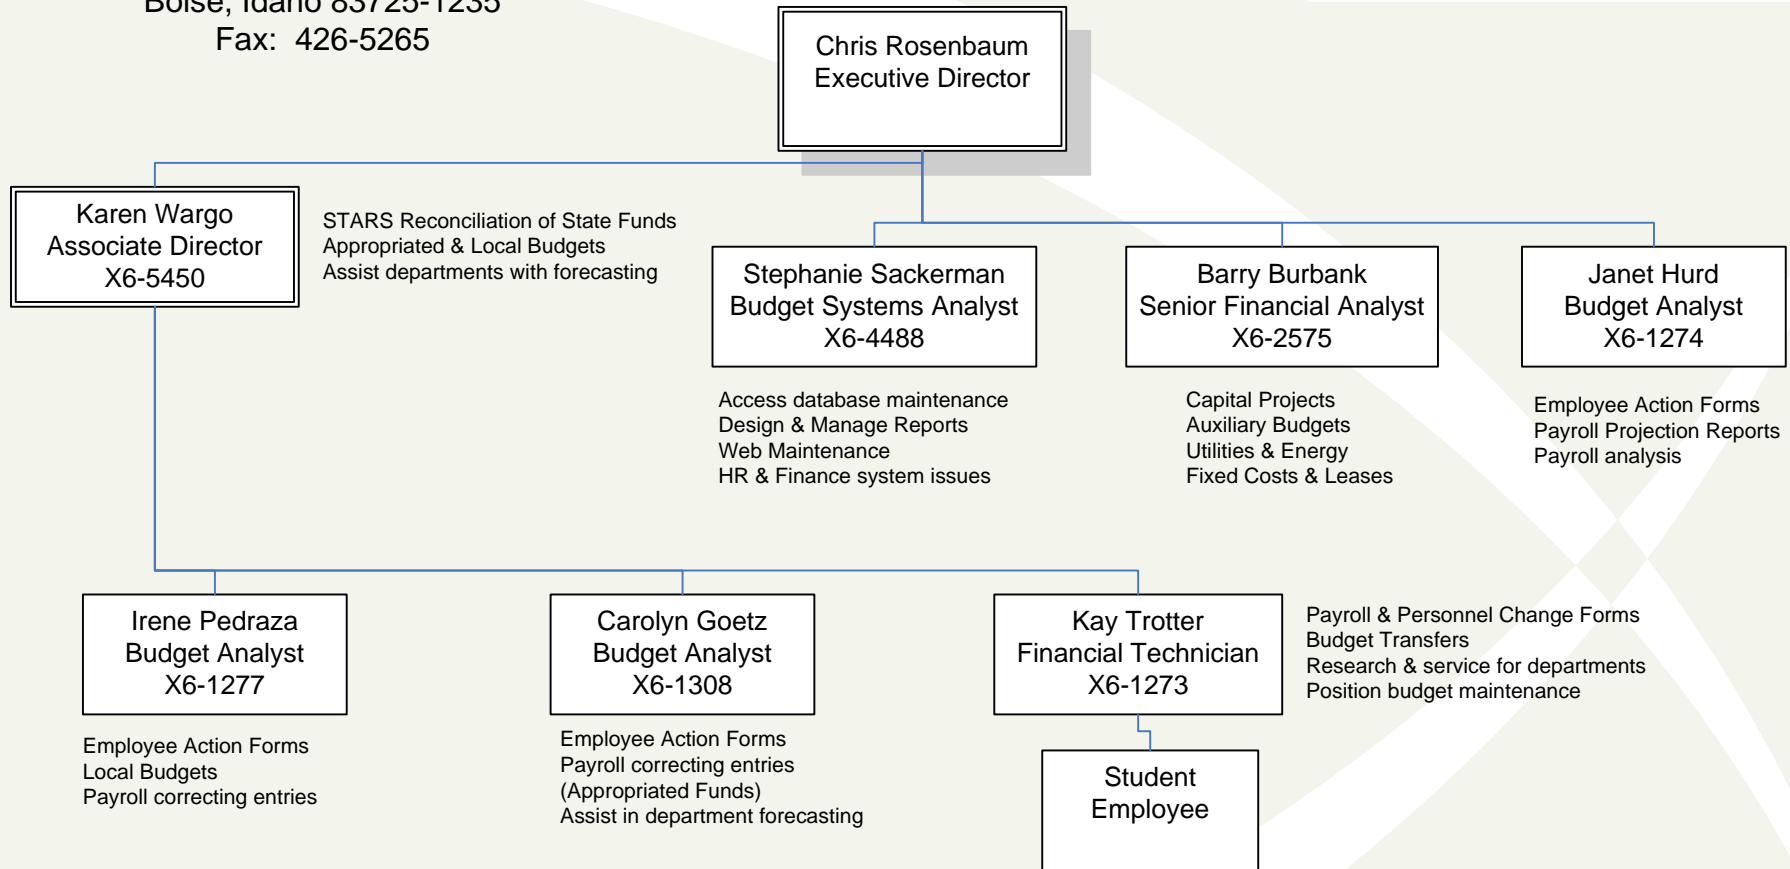 Boise, Idaho 83725-1235
Fax: 426-5265
Chris Rosenbaum
Executive Director
Karen Wargo
Associate Director
X6-5450
STARS Reconciliation of State Funds
Appropriated & Local Budgets
Assist departments with forecasting
Stephanie Sackerman
Budget Systems Analyst
X6-4488
Access database maintenance
Design & Manage Reports
Web Maintenance
HR & Finance system issues
Barry Burbank
Senior Financial Analyst
X6-2575
Capital Projects
Auxiliary Budgets
Utilities & Energy
Fixed Costs & Leases
Janet Hurd
Budget Analyst
X6-1274
Employee Action Forms
Payroll Projection Reports
Payroll analysis
Irene Pedraza
Budget Analyst
X6-1277
Employee Action Forms
Local Budgets
Payroll correcting entries
Carolyn Goetz
Budget Analyst
X6-1308
Employee Action Forms
Payroll correcting entries
(Appropriated Funds)
Assist in department forecasting
Kay Trotter
Financial Technician
X6-1273
Payroll & Personnel Change Forms
Budget Transfers
Research & service for departments
Position budget maintenance
Student
Employee